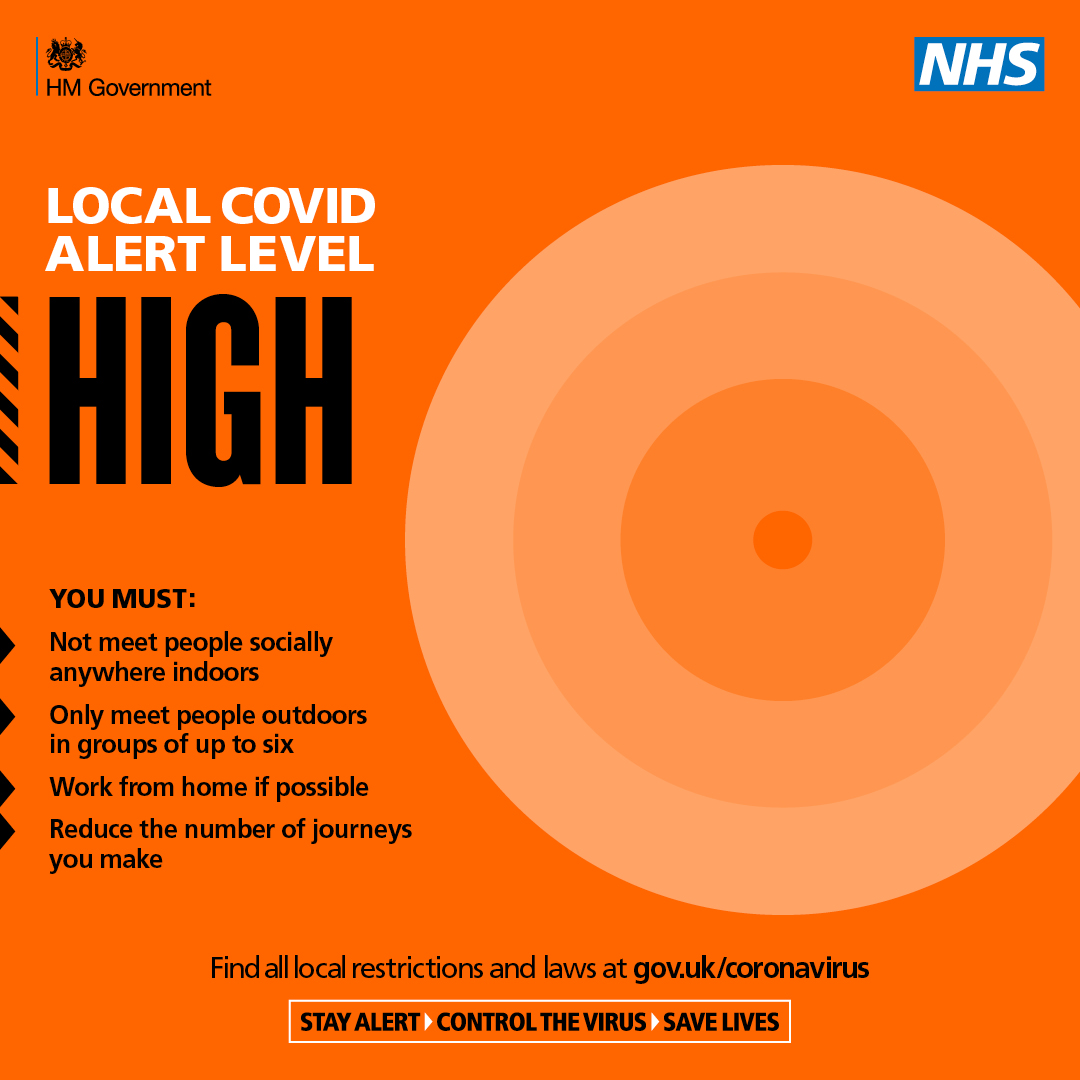 HM Government
NHS
LOCAL COVID
ALERT LEVEL
HIGH
YOU MUST:
Not meet people socially
anywhere indoors
Only meet people outdoors
in groups of up to six
Work from home if possible
Reduce the number of journeys
you make
Find all local restrictions and laws at gov.uk/coronavirus
STAY ALERT CONTROL THE VIRUS SAVE LIVES